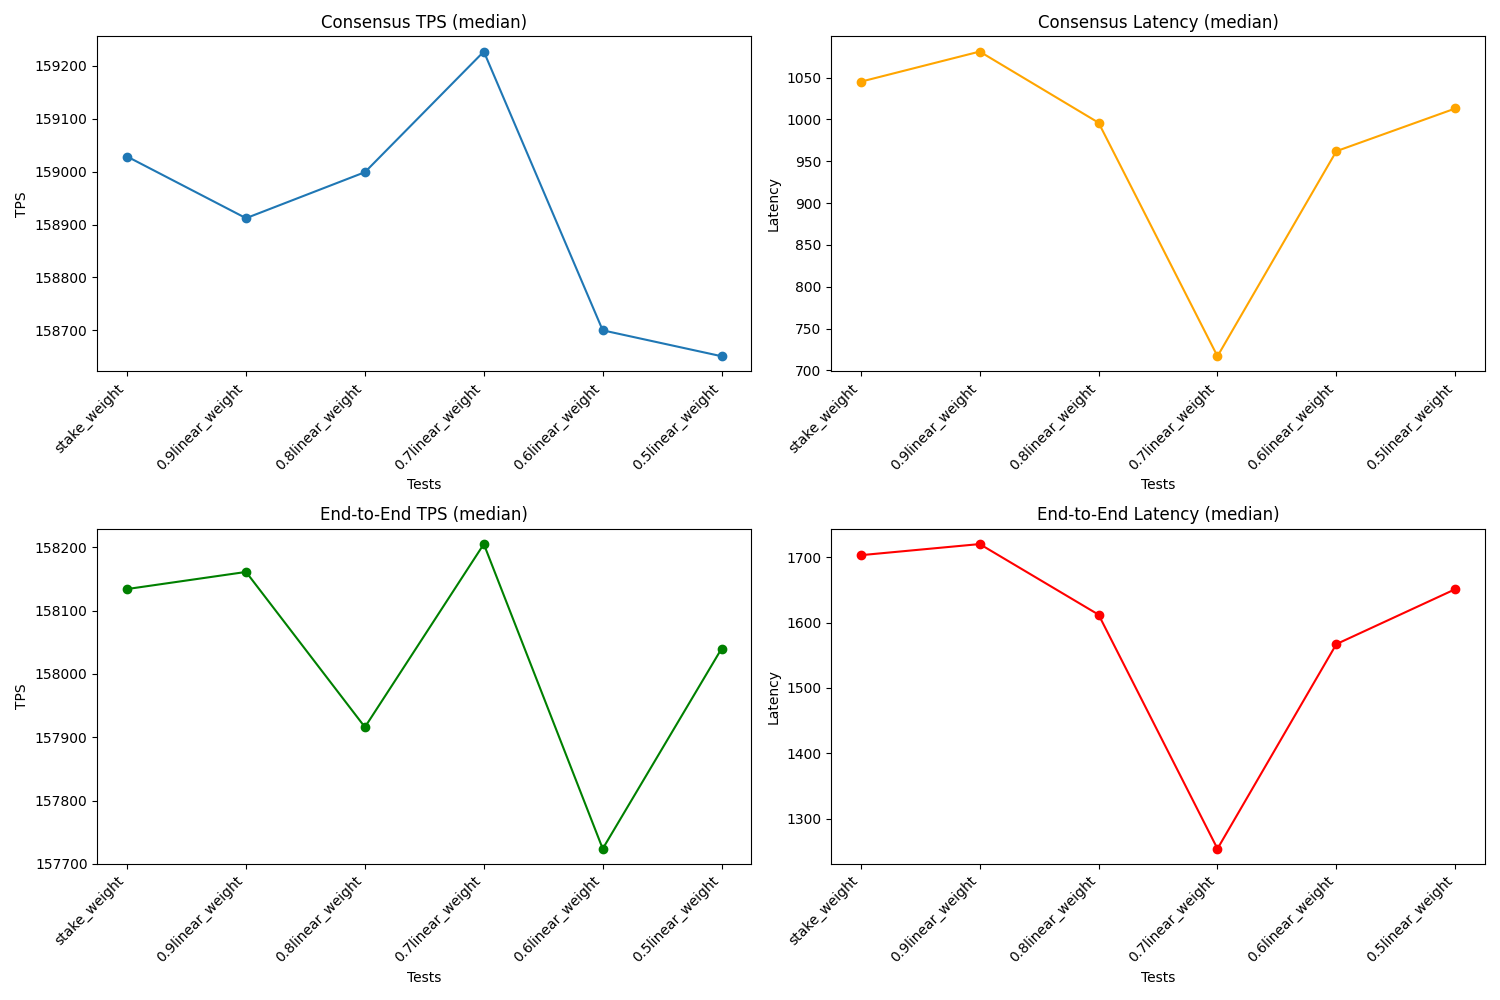 Consensus TPS (median)
159200
159100
159000
158900
158800
158700
TPS
stake_weight
0.9linear_weight
0.8linear_weight
0.7linear_weight
0.6linear_weight
0.5linear_weight
Tests
Consensus Latency (median)
1050
1000
950
900
850
800
750
700
Latency
stake_weight
0.9linear_weight
0.8linear_weight
0.7linear_weight
0.6linear_weight
0.5linear_weight
Tests
End-to-End TPS (median)
158200
158100
158000
157900
157800
157700
TPS
stake_weight
0.9linear_weight
0.8linear_weight
0.7linear_weight
0.6linear_weight
0.5linear_weight
Tests
End-to-End Latency (median)
1700
1600
1500
1400
1300
Latency
stake_weight
0.9linear_weight
0.8linear_weight
0.7linear_weight
0.6linear_weight
0.5linear_weight
Tests